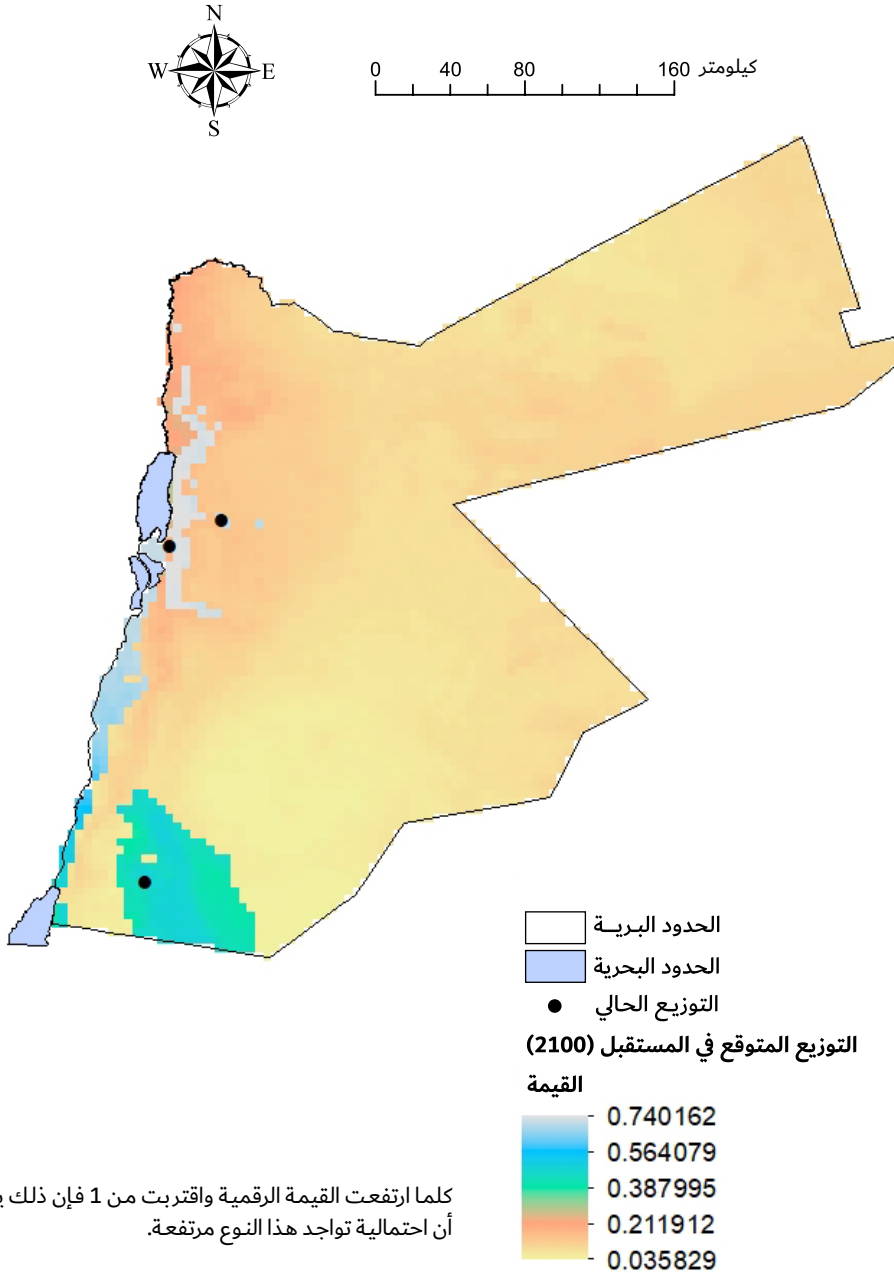 N
W E
S
0 40 80 160 كيلومتر
الحدود البرية
الحدود البحرية
التوزيع الحالي
التوزيع المتوقع في المستقبل (2100)
القيمة
0.740162
0.564079
0.387995
0.211912
0.035829
كلما ارتفعت القيمة الرقمية واقتربت من 1 فإن ذلك
أن احتمالية تواجد هذا النوع مرتفعة.